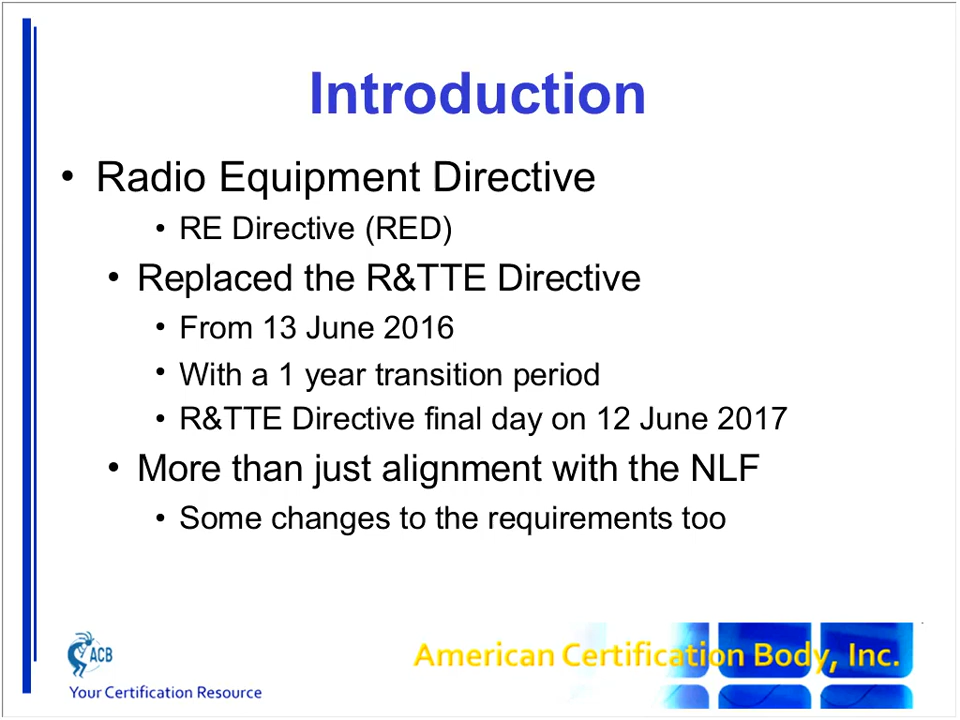 Introduction
• Radio Equipment Directive
• RE Directive (RED)
• Replaced the R&TTE Directive
• From 13 June 2016
• With a 1 year transition period
• R&TTE Directive final day on 12 June 2017
• More than just alignment with the NLF
• Some changes to the requirements too
ACB
American Certification Body, Inc.
Your Certification Resource